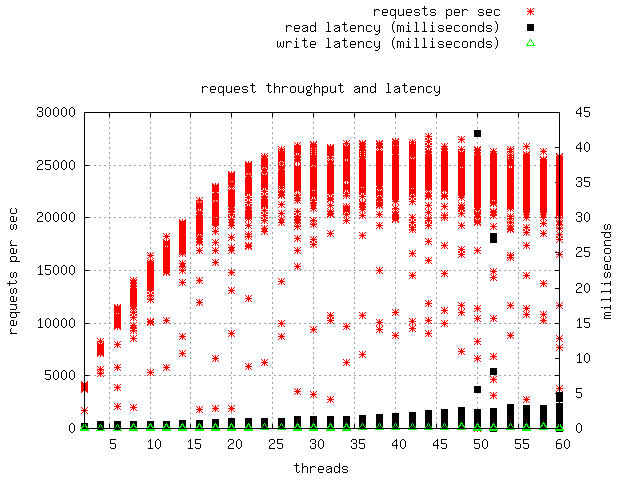 requests per sec
read latency (milliseconds)
write latency (milliseconds)
request throughput and latency
30000
25000
20000
15000
10000
5000
0
requests per sec
45
40
35
30
25
20
15
10
5
0
milliseconds
5 10 15 20 25 30 35 40 45 50 55 60
threads